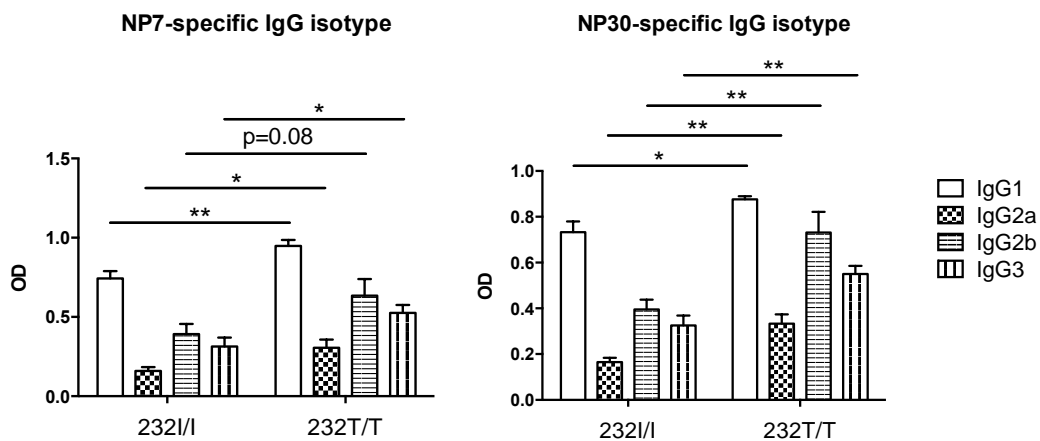 NP7-specific IgG isotype
*
p=0.08
*
**
1.5
1.0
0.5
0.0
OD
232I/I
232T/T
NP30-specific IgG isotype
**
**
**
*
1.0
0.8
0.6
0.4
0.2
0.0
OD
232I/I
232T/T
IgG1
IgG2a
IgG2b
IgG3